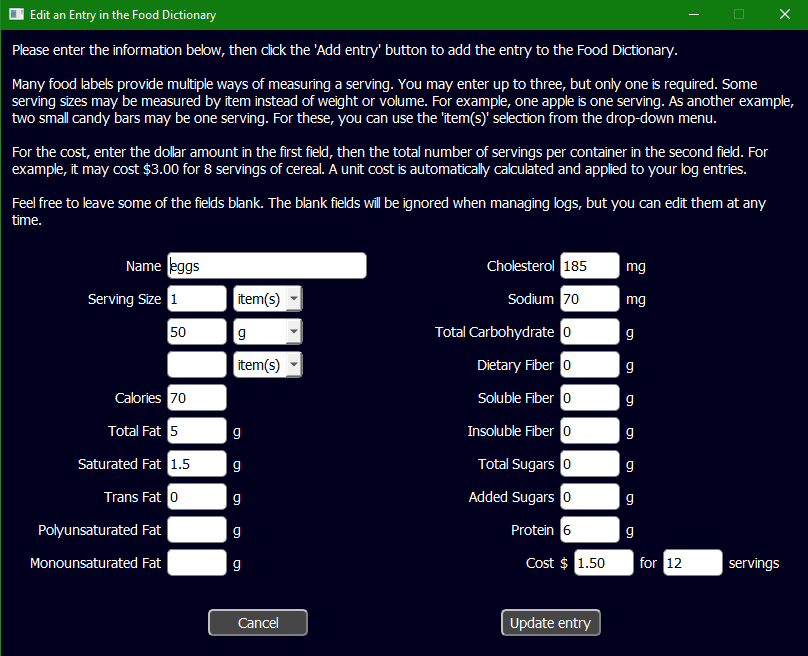 Edit an Entry in the Food Dictionary
Please enter the information below, then click the 'Add entry' button to add the entry to the Food Dictionary.
Many food labels provide multiple ways of measuring a serving. You may enter up to three, but only one is required. Some
serving sizes may be measured by item instead of weight or volume. For example, one apple is one serving. As another example,
two small candy bars may be one serving. For these, you can use the 'item(s)' selection from the drop-down menu.
For the cost, enter the dollar amount in the first field, then the total number of servings per container in the second field. For
example, it may cost $3.00 for 8 servings of cereal. A unit cost is automatically calculated and applied to your log entries.
Feel free to leave some of the fields blank. The blank fields will be ignored when managing logs, but you can edit them at any
time.
Name eggs
Serving Size 1 item(s)
50 g
item(s)
Calories 70
Total Fat 5 g
Saturated Fat 1.5 g
Trans Fat 0 g
Polyunsaturated Fat g
Monounsaturated Fat g
Cholesterol 185 mg
Sodium 70 mg
Total Carbohydrate 0 g
Dietary Fiber 0 g
Soluble Fiber 0 g
Insoluble Fiber 0 g
Total Sugars 0 g
Added Sugars 0 g
Protein 6 g
Cost $ 1.50 for 12 servings
Cancel
Update entry